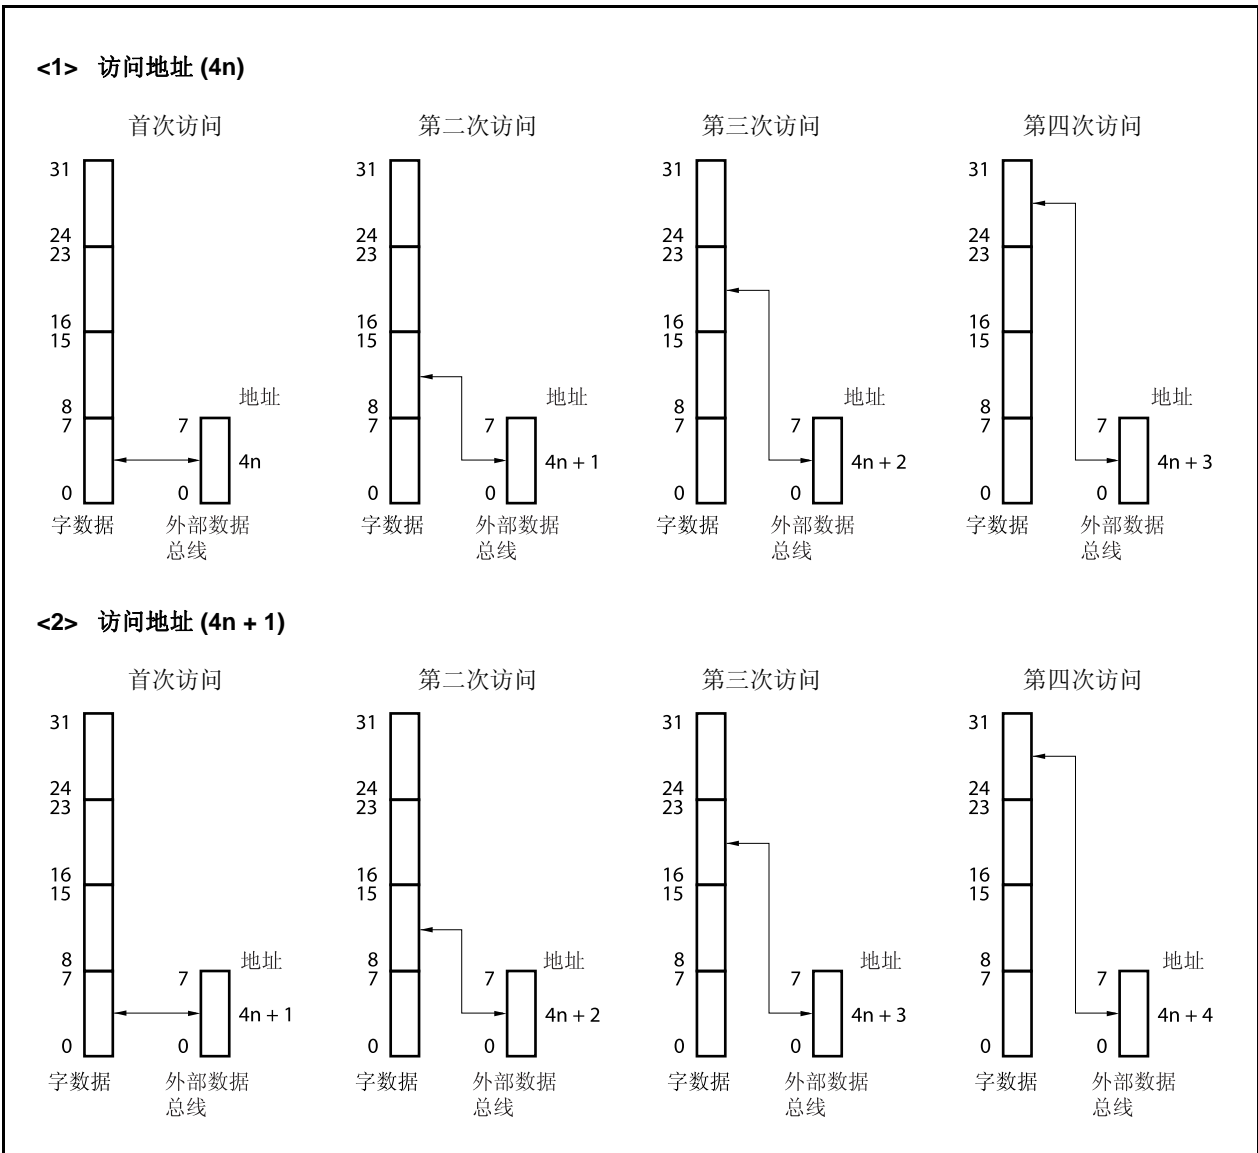 <1> 访问地址 (4n)
首次访问 第二次访问 第三次访问 第四次访问
31 31 31 31
24 24 24 24
23 23 23 23
16 16 16 16
15 15 15 15
地址 地址 地址 地址
8 8 8 8
7 7 7 7 7 7 7 7
4n 4n + 1 4n + 2 4n + 3
0 0 0 0 0 0 0 0
字数据 外部数据 字数据 外部数据 字数据 外部数据 字数据 外部数据
总线 总线 总线 总线
<2> 访问地址 (4n + 1)
首次访问 第二次访问 第三次访问 第四次访问
31 31 31 31
24 24 24 24
23 23 23 23
16 16 16 16
15 15 15 15
8 地址 8 地址 8 地址 8 地址
7 7 7 7 7 7 7 7
4n + 1 4n + 2 4n + 3 4n + 4
0 0 0 0 0 0 0 0
字数据 外部数据 字数据 外部数据 字数据 外部数据 字数据 外部数据
总线 总线 总线 总线